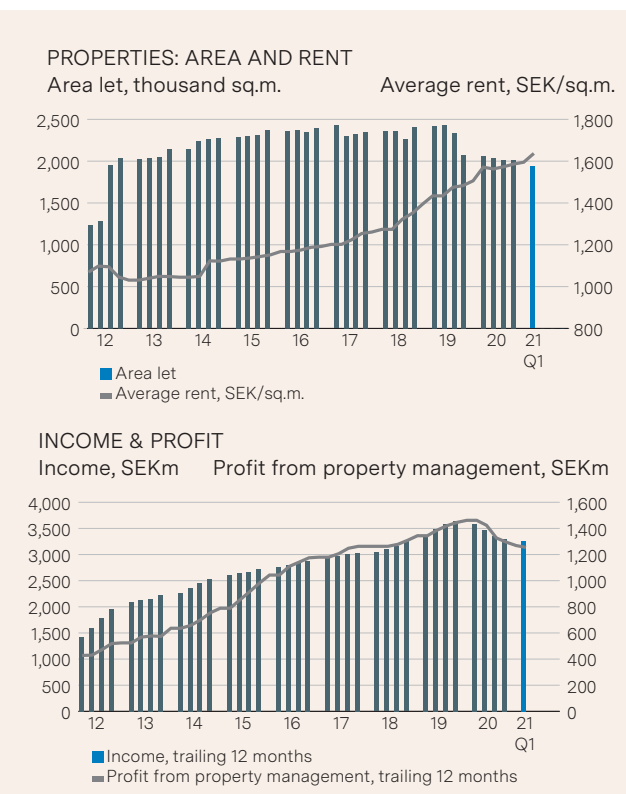 PROPERTIES: AREA AND RENT
Area let, thousand sq.m. Average rent, SEK/sq.m.
2,500 1,800
2,000 1,600
1,500 1,400
1,000 1,200
500 1,000
0 800
12 13 14 15 16 17 18 19 20 21
Q1
Area let
Average rent, SEK/sq.m.
INCOME & PROFIT
Income, SEKm Profit from property management, SEKm
4,000 1,600
3,500 1,400
3,000 1,200
2,500 1,000
2,000 800
1,500 600
1,000 400
500 200
0 0
12 13 14 15 16 17 18 19 20 21
Q1
Income, trailing 12 months
Profit from property management, trailing 12 months